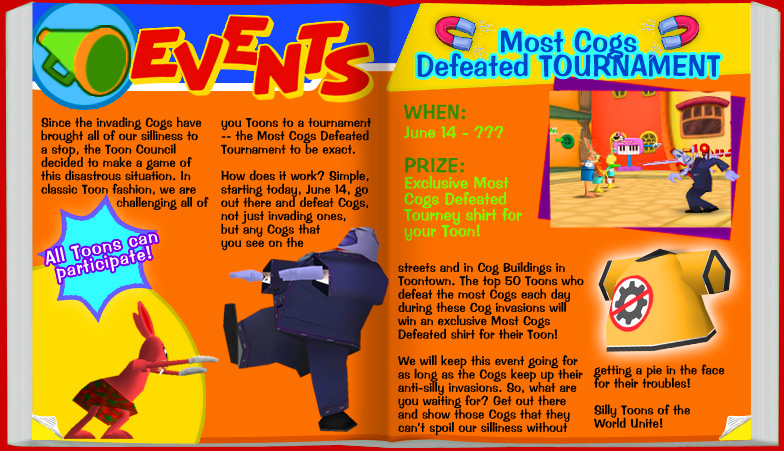 EVENTS
Since the invading Cogs have
brought all of our silliness to
a stop, the Toon Council
decided to make a game of
this disastrous situation. In
classic Toon fashion, we are
challenging all of
All Toons can
participate!
you Toons to a tournament
-- the Most Cogs Defeated
Tournament to be exact.
How does it work? Simple,
starting today, June 14, go
out there and defeat Cogs,
not just invading ones,
but any Cogs that
you see on the
Most Cogs
Defeated TOURNAMENT
WHEN:
June 14 - ???
PRIZE:
Exclusive Most
Cogs Defeated
Tourney shirt for
your Toon!
streets and in Cog Buildings in
Toontown. The top 50 Toons who
defeat the most Cogs each day
during these Cog invasions will
win an exclusive Most Cogs
Defeated shirt for their Toon!
We will keep this event going for
as long as the Cogs keep up their
anti-silly invasions. So, what are
you waiting for? Get out there
and show those Cogs that they
can't spoil our silliness without
getting a pie in the face
for their troubles!
Silly Toons of the
World Unite!